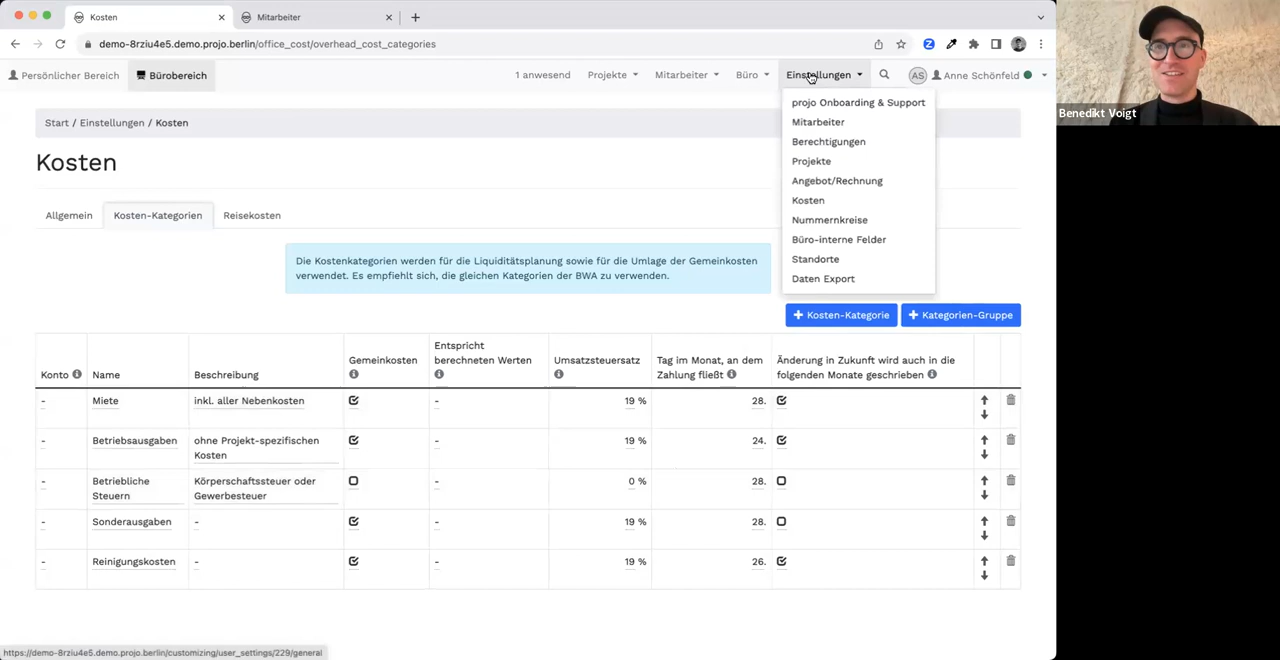 Kosten
Mitarbeiter
demo-8rziu4e5.demo.projo.berlin/office_cost/overhead_cost_categories
Persönlicher Bereich
Bürobereich
1 anwesend
Projekte
Mitarbeiter
Büro
Einstellungen
AS
Anne Schönfeld
projo Onboarding & Support
Mitarbeiter
Berechtigungen
Projekte
Angebot/Rechnung
Kosten
Nummernkreise
Büro-interne Felder
Standorte
Daten Export
Benedikt Voigt
Start / Einstellungen / Kosten
Kosten
Allgemein
Kosten-Kategorien
Reisekosten
Die Kostenkategorien werden für die Liquiditätsplanung sowie für die Umlage der Gemeinkosten
verwendet. Es empfiehlt sich, die gleichen Kategorien der BWA zu verwenden.
+ Kosten-Kategorie
+ Kategorien-Gruppe
Konto
Name
Beschreibung
Gemeinkosten
Entspricht
berechneten Werten
Umsatzsteuersatz
Tag im Monat, an dem
Zahlung fließt
Änderung in Zukunft wird auch in die
folgenden Monate geschrieben
- Miete inkl. aller Nebenkosten - 19 % 28.
- Betriebsausgaben ohne Projekt-spezifischen - 19 % 24.
Kosten
- Betriebliche Körperschaftssteuer oder - 0 % 28.
Steuern Gewerbesteuer
- Sonderausgaben - - 19 % 28.
- Reinigungskosten - - 19 % 26.
https://demo-8rziu4e5.demo.projo.berlin/customizing/user_settings/229/general